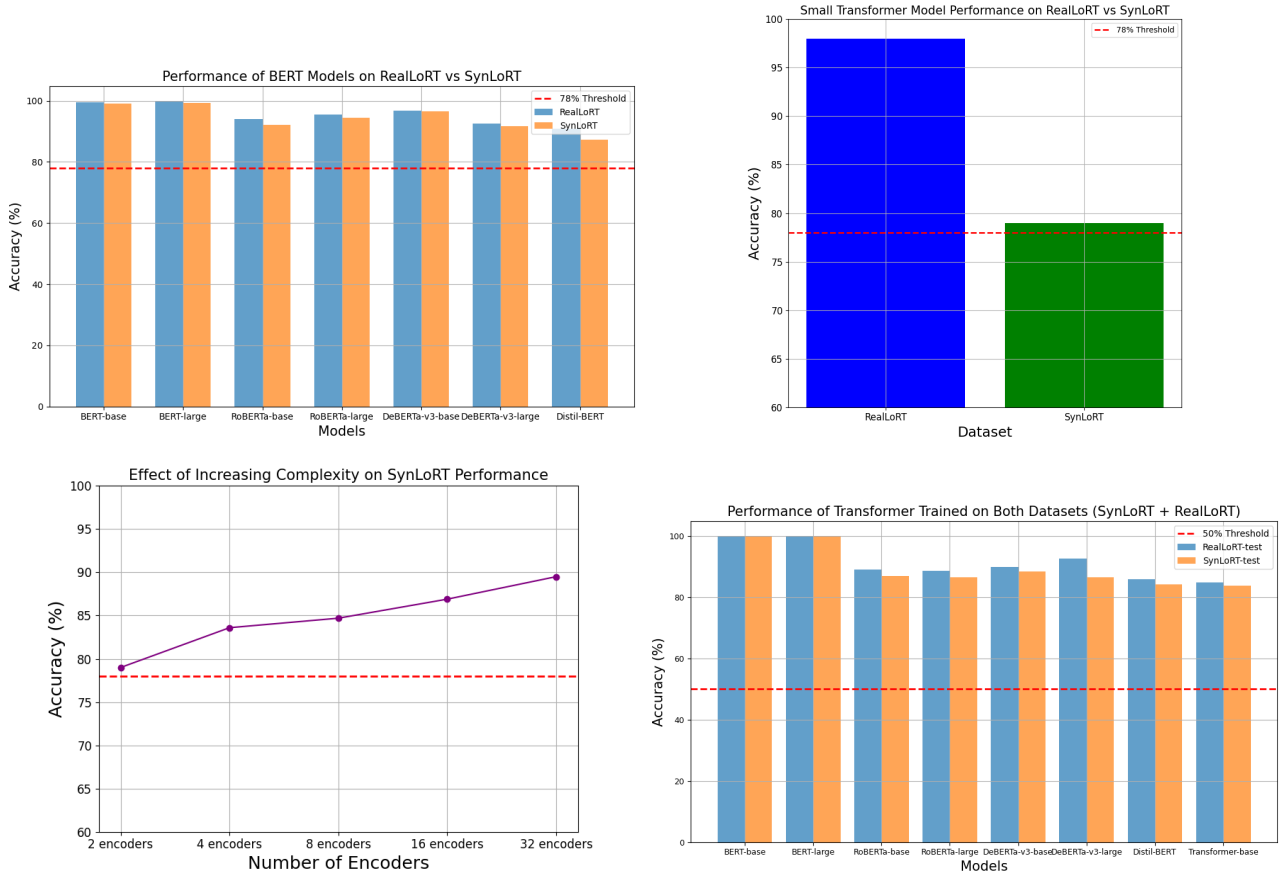 Performance of BERT Models on RealLoRT vs SynLoRT
Accuracy (%)
100
80
60
40
20
0
78% Threshold
RealLoRT
SynLoRT
BERT-base
BERT-large
RoBERTa-base
RoBERTa-large
DeBERTa-v3-base
DeBERTa-v3-large
Distil-BERT
Models
Small Transformer Model Performance on RealLoRT vs SynLoRT
Accuracy (%)
100
95
90
85
80
75
70
65
60
78% Threshold
RealLoRT
SynLoRT
Dataset
Effect of Increasing Complexity on SynLoRT Performance
Accuracy (%)
100
95
90
85
80
75
70
65
60
2 encoders
4 encoders
8 encoders
16 encoders
32 encoders
Number of Encoders
Performance of Transformer Trained on Both Datasets (SynLoRT + RealLoRT)
Accuracy (%)
100
80
60
40
20
0
50% Threshold
RealLoRT-test
SynLoRT-test
BERT-base
BERT-large
RoBERTa-base
RoBERTa-large
DeBERTa-v3-base
DeBERTa-v3-large
Distil-BERT
Transformer-base
Models